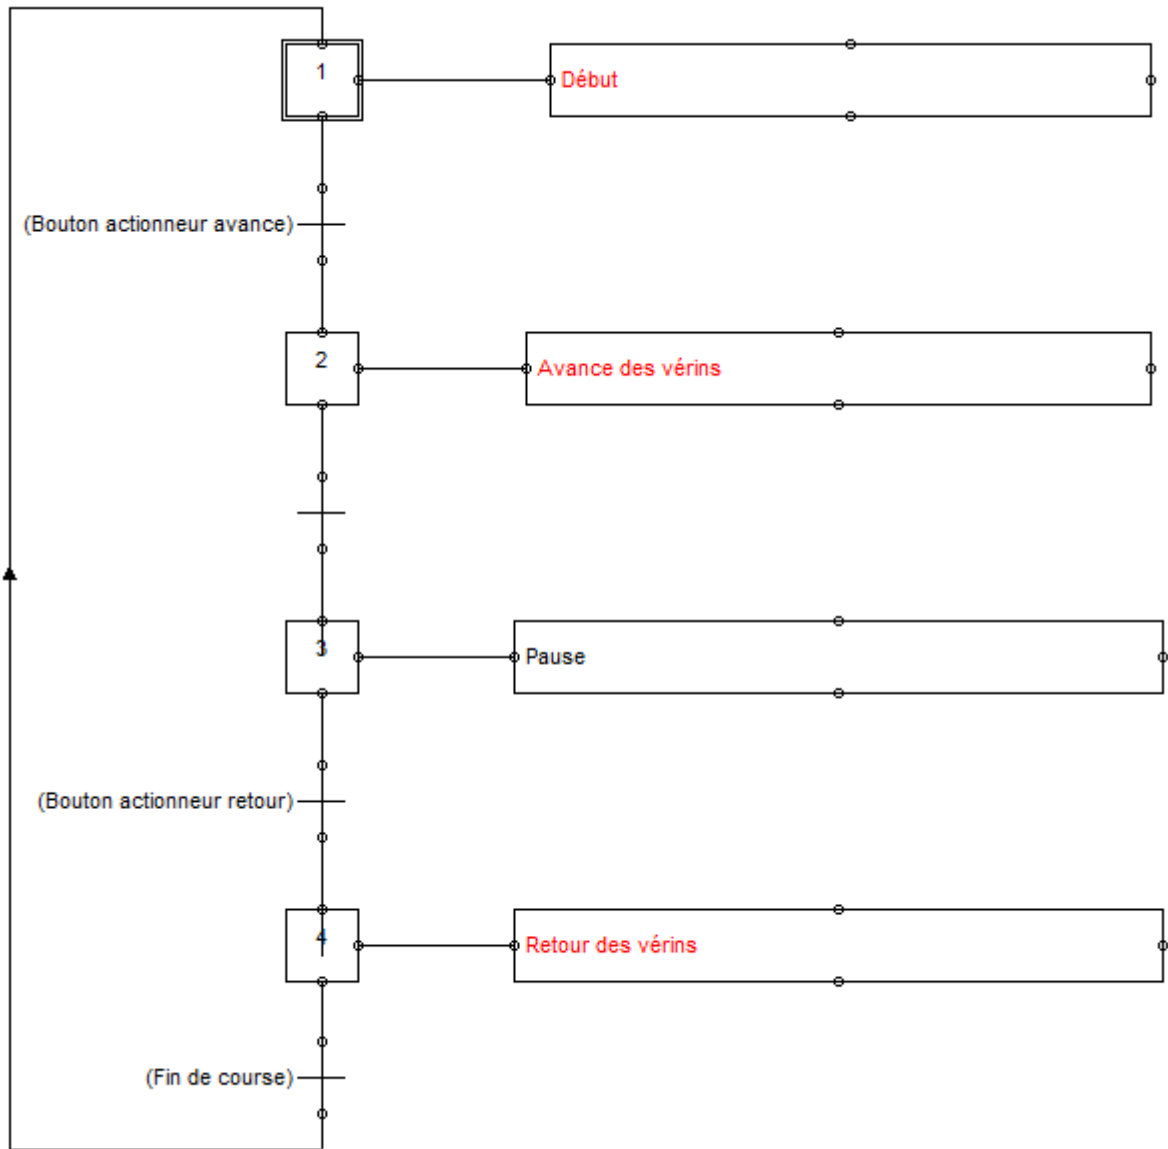 1
Début
(Bouton actionneur avance)
2
Avance des vérins
3
Pause
(Bouton actionneur retour)
4
Retour des vérins
(Fin de course)